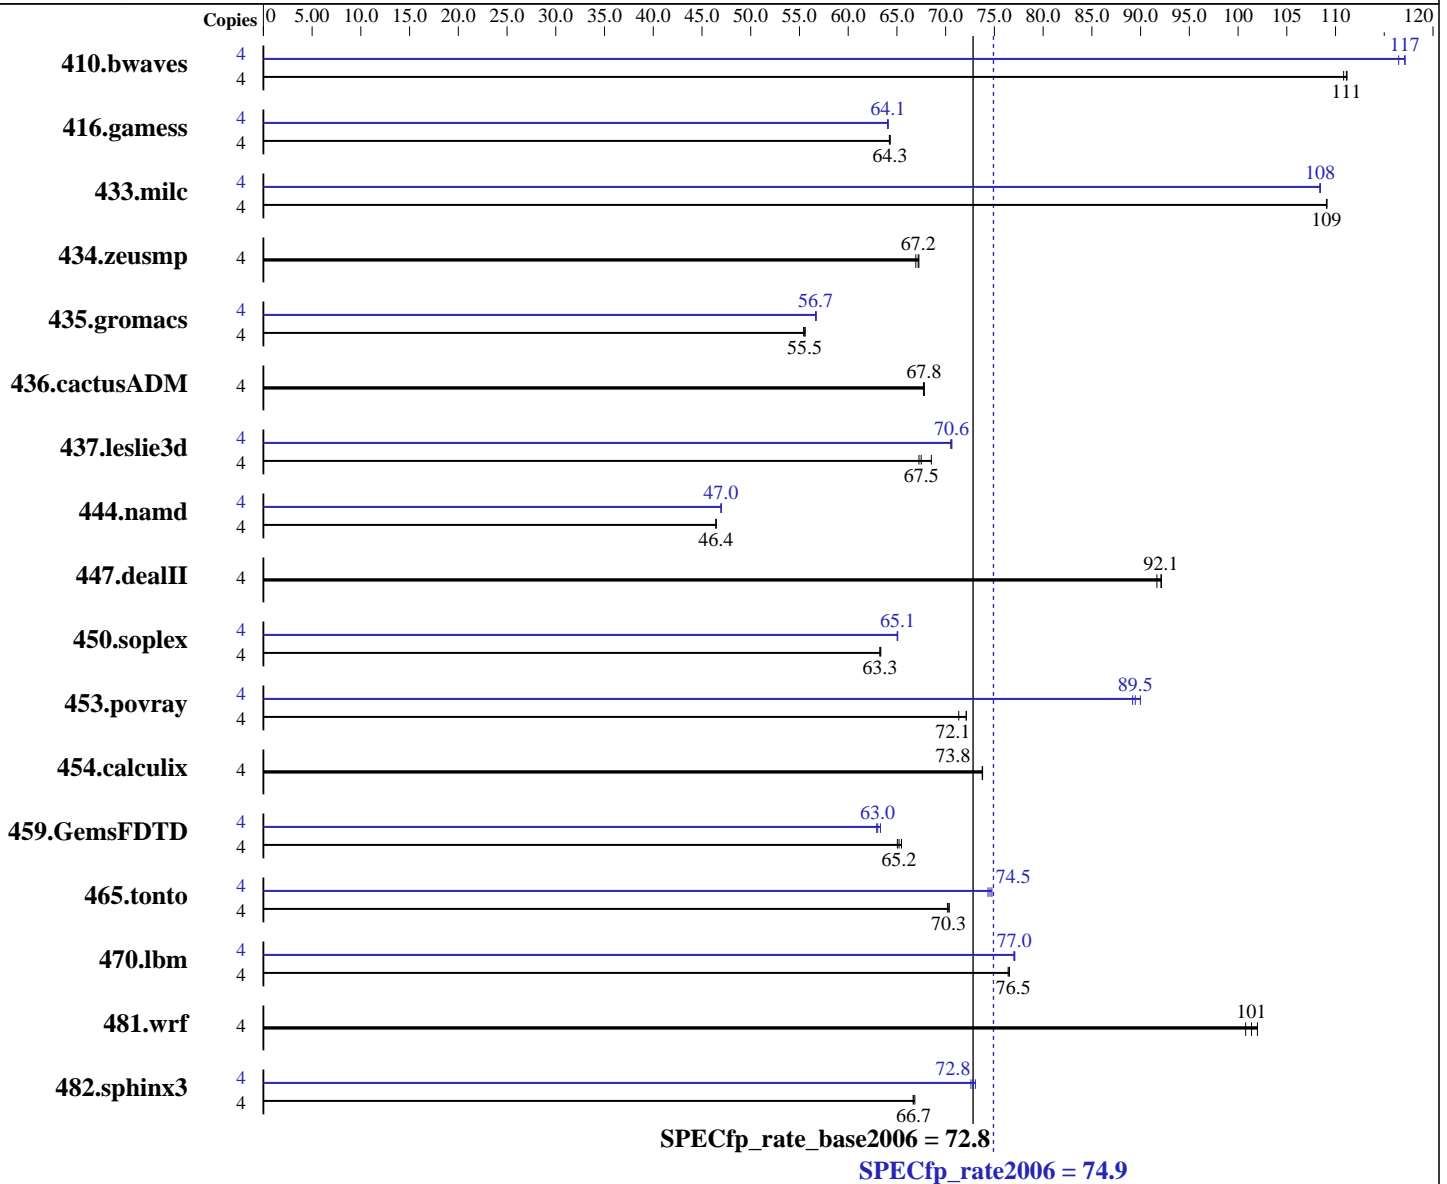 Copies 0 5.00 10.0 15.0 20.0 25.0 30.0 35.0 40.0 45.0 50.0 55.0 60.0 65.0 70.0 75.0 80.0 85.0 90.0 95.0 100 105 110 120
410.bwaves 4 117
4 111
416.gamess 4 64.1
4 64.3
433.milc 4 108
4 109
434.zeusmp 4 67.2
435.gromacs 4 56.7
4 55.5
436.cactusADM 4 67.8
437.leslie3d 4 70.6
4 67.5
444.namd 4 47.0
4 46.4
447.dealII 4 92.1
450.soplex 4 65.1
4 63.3
453.povray 4 89.5
4 72.1
454.calculix 4 73.8
459.GemsFDTD 4 63.0
4 65.2
465.tonto 4 74.5
4 70.3
470.lbm 4 77.0
4 76.5
481.wrf 4 101
482.sphinx3 4 72.8
4 66.7
SPECfp_rate_base2006 = 72.8
SPECfp_rate2006 = 74.9